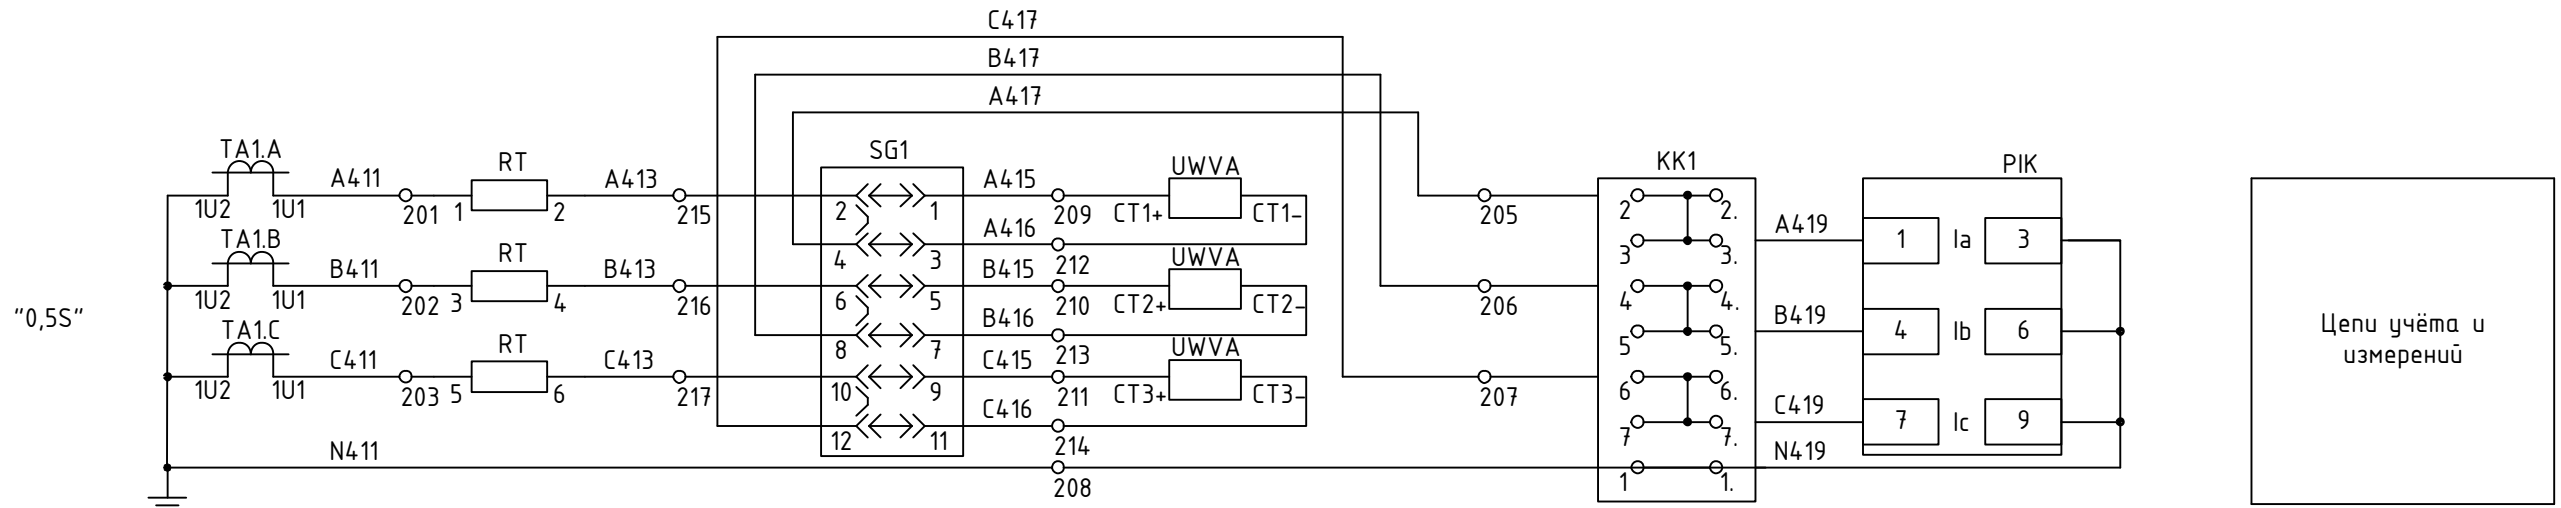 C417
B417
A417
TA1.A
1U2
1U1
A411
201
RT
1
2
A413
215
TA1.B
1U2
1U1
B411
202
RT
3
4
B413
216
"0,5S"
TA1.C
1U2
1U1
C411
203
RT
5
6
C413
217
N411
208
SG1
2
1
4
3
6
5
8
7
10
9
12
11
A415
209
UWVA
CT1+
CT1-
A416
212
B415
210
UWVA
CT2+
CT2-
B416
213
C415
211
UWVA
CT3+
CT3-
C416
214
205
206
207
KK1
2
2.
3
3.
4
4.
5
5.
6
6.
7
7.
1
1.
A419
B419
C419
N419
PIK
1
Ia
3
4
Ib
6
7
Ic
9
Цепи учёта и
измерений